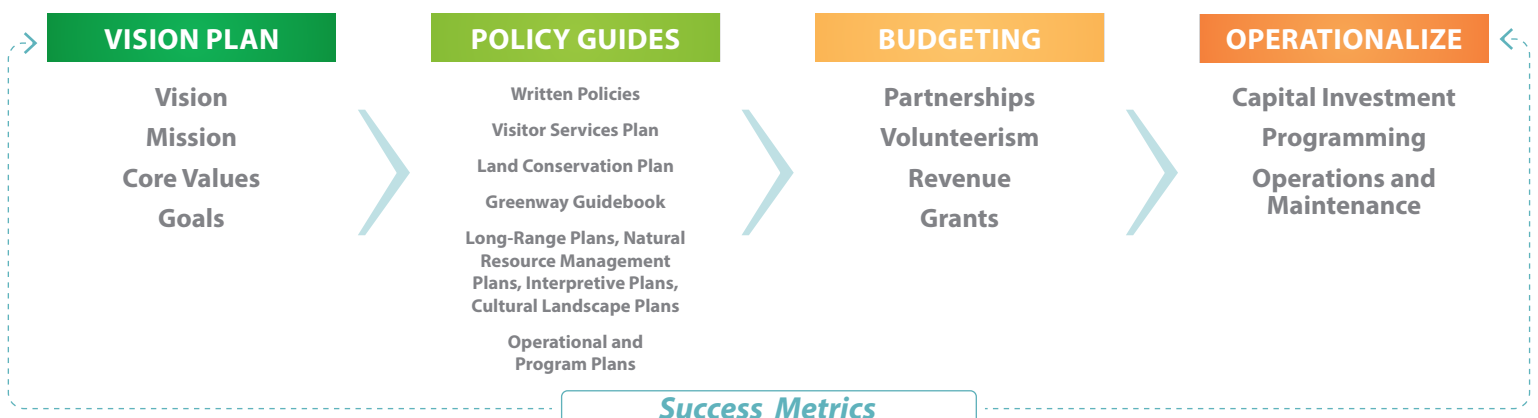 VISION PLAN
Vision
Mission
Core Values
Goals
POLICY GUIDES
Written Policies
Visitor Services Plan
Land Conservation Plan
Greenway Guidebook
Long-Range Plans, Natural
Resource Management
Plans, Interpretive Plans,
Cultural Landscape Plans
Operational and
Program Plans
BUDGETING
Partnerships
Volunteerism
Revenue
Grants
OPERATIONALIZE
Capital Investment
Programming
Operations and
Maintenance
Success Metrics